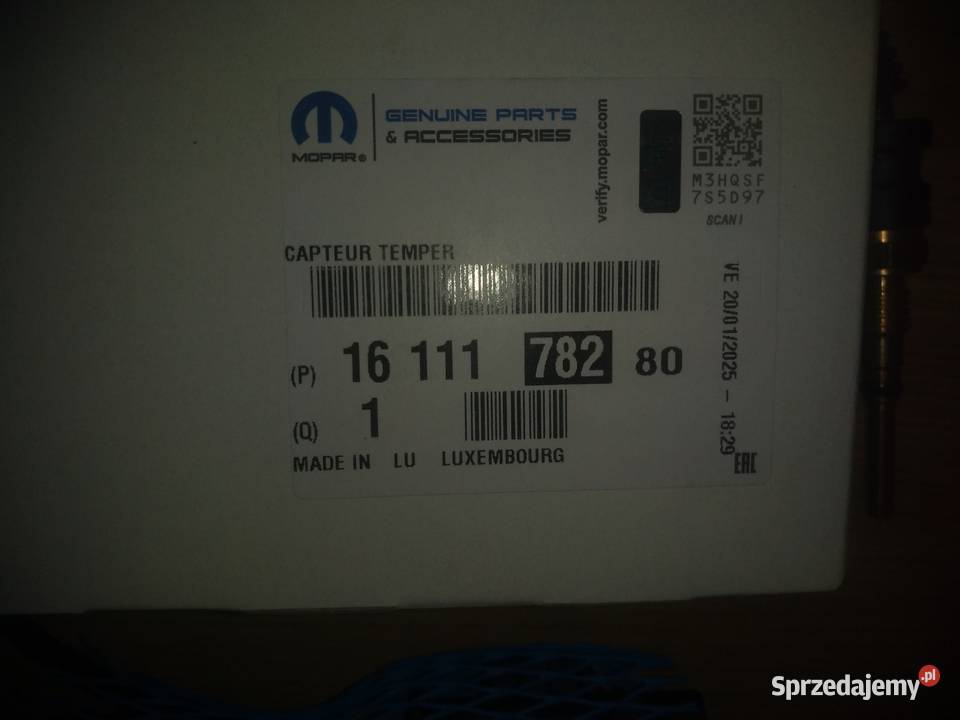 MOPAR®
GENUINE PARTS
& ACCESSORIES
verify.mopar.com
M3HQSF
7S5D97
SCAN!
CAPTEUR TEMPER
(P) 16 111 782 80
(Q) 1
MADE IN LU LUXEMBOURG
VE 20/01/2025 – 18:29
EAC
Sprzedajemy.pl